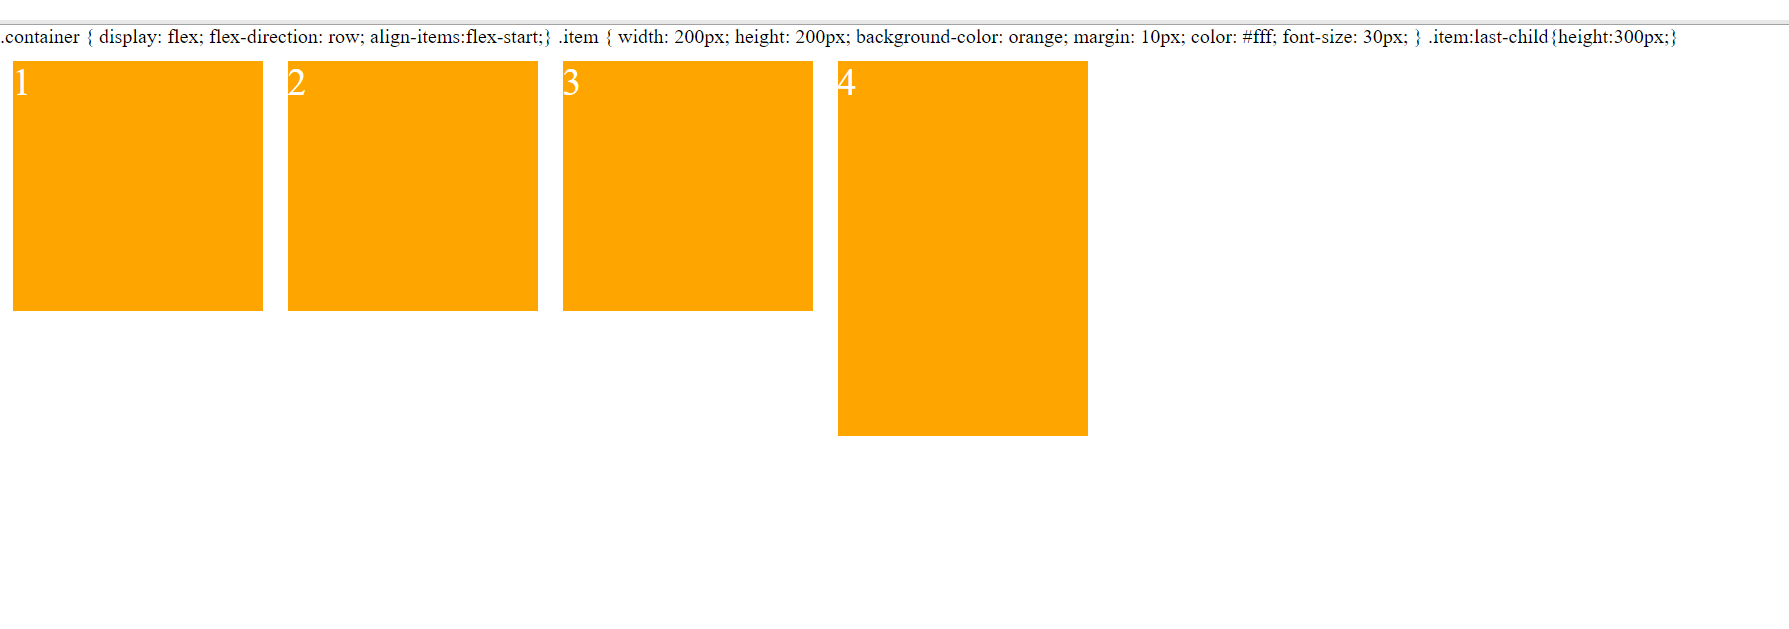 .container { display: flex; flex-direction: row; align-items:flex-start;} .item { width: 200px; height: 200px; background-color: orange; margin: 10px; color: #fff; font-size: 30px; } .item:last-child{height:300px;}
1 2 3 4